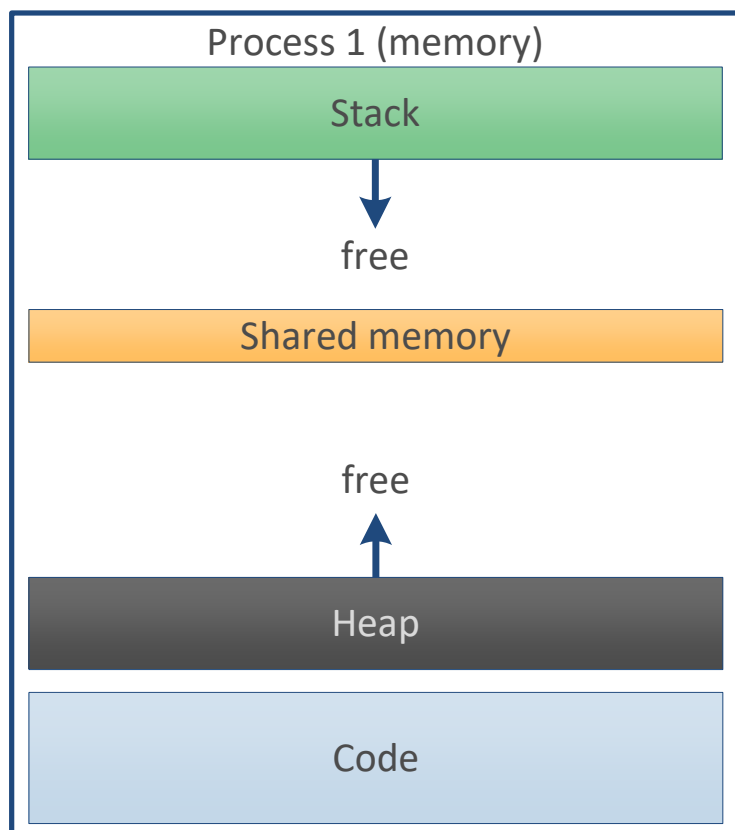 Process 1 (memory)
Stack
free
Shared memory
free
Heap
Code